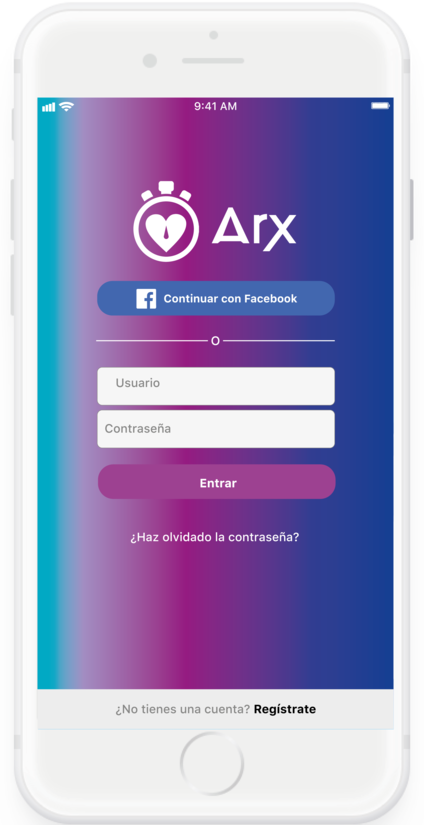 9:41 AM
Arx
Continuar con Facebook
O
Usuario
Contraseña
Entrar
¿Haz olvidado la contraseña?
¿No tienes una cuenta? Regístrate